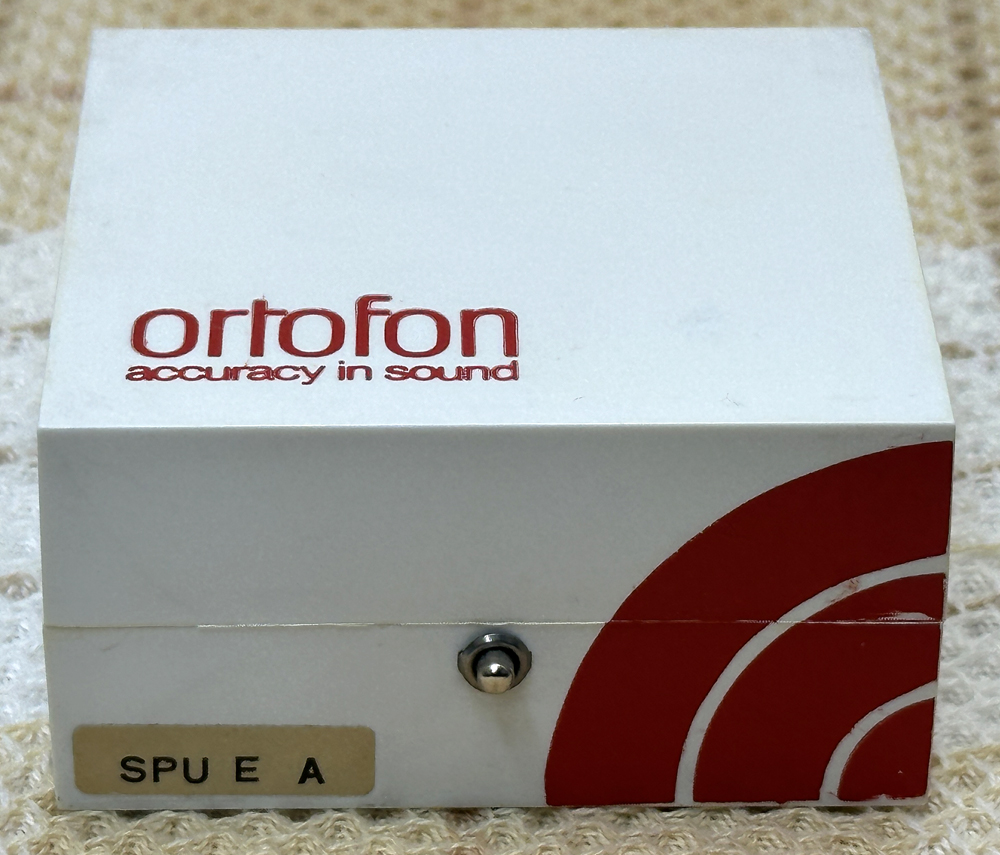 ortofon
accuracy in sound
SPU E A